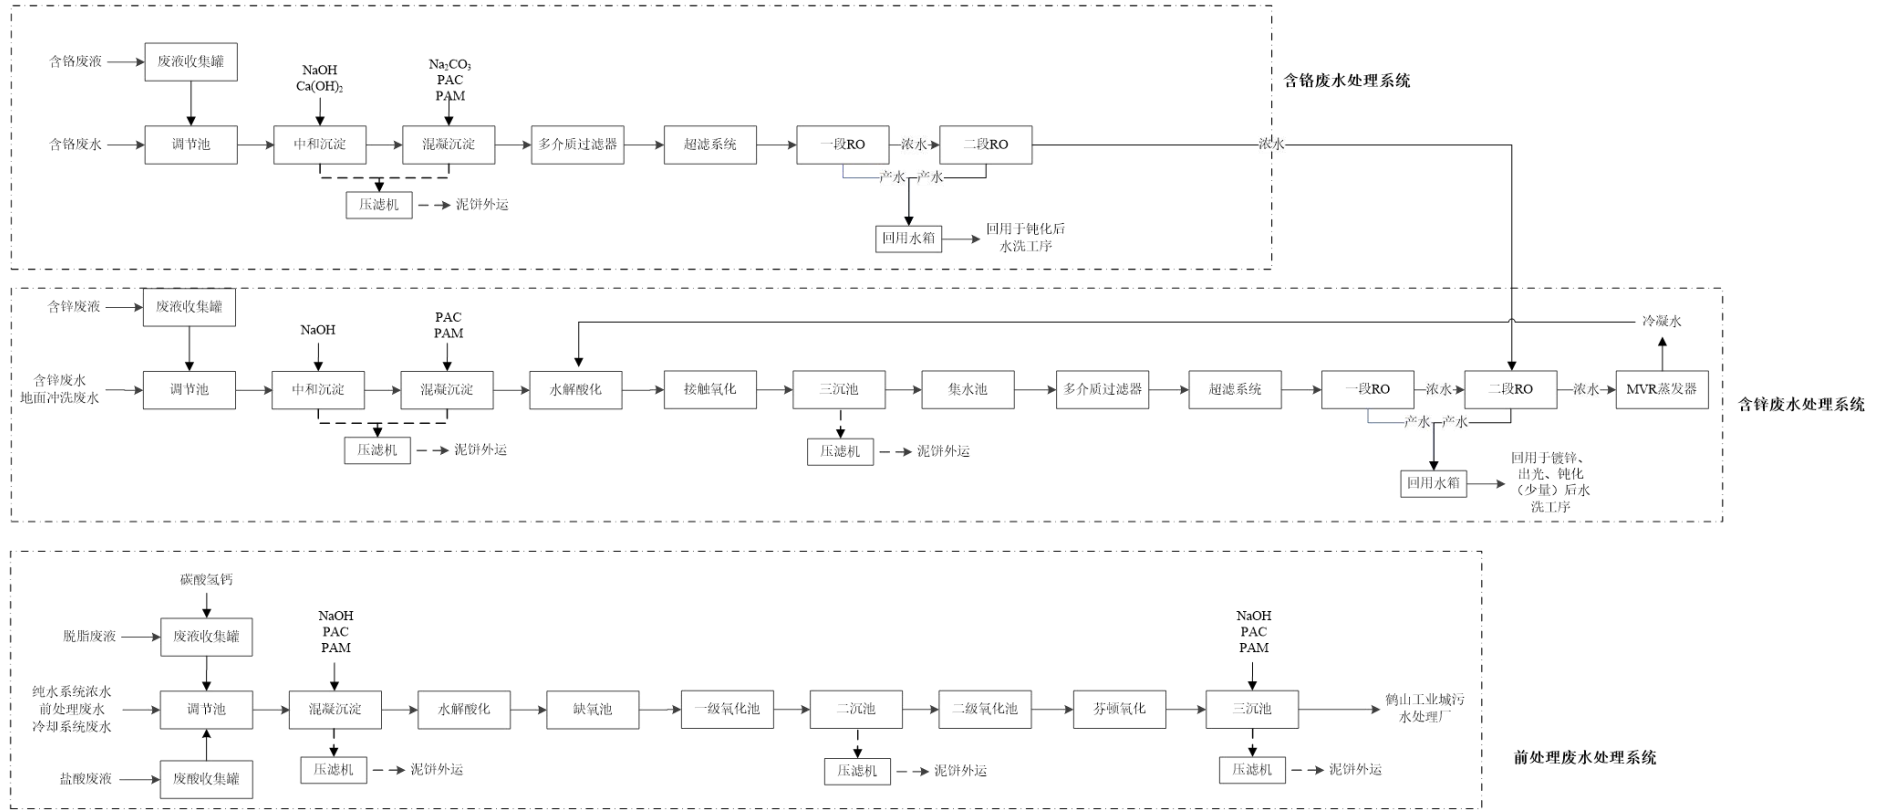 含铬废液
废液收集罐
NaOH
Ca(OH)₂
Na₂CO₃
PAC
PAM
含铬废水处理系统
含铬废水
调节池
中和沉淀
混凝沉淀
多介质过滤器
超滤系统
一段RO
浓水
二段RO
浓水
产水
产水
压滤机
泥饼外运
回用水箱
回用于钝化后
水洗工序
含锌废液
废液收集罐
NaOH
PAC
PAM
冷凝水
含锌废水
地面冲洗废水
调节池
中和沉淀
混凝沉淀
水解酸化
接触氧化
三沉池
集水池
多介质过滤器
超滤系统
一段RO
浓水
二段RO
浓水
MVR蒸发器
含锌废水处理系统
产水
产水
压滤机
泥饼外运
压滤机
泥饼外运
回用水箱
回用于镀锌、
出光、钝化
（少量）后水
洗工序
碳酸氢钙
脱脂废液
废液收集罐
NaOH
PAC
PAM
NaOH
PAC
PAM
纯水系统浓水
前处理废水
冷却系统废水
调节池
混凝沉淀
水解酸化
缺氧池
一级氧化池
二沉池
二级氧化池
芬顿氧化
三沉池
鹤山工业城污
水处理厂
盐酸废液
废酸收集罐
压滤机
泥饼外运
压滤机
泥饼外运
压滤机
泥饼外运
前处理废水处理系统